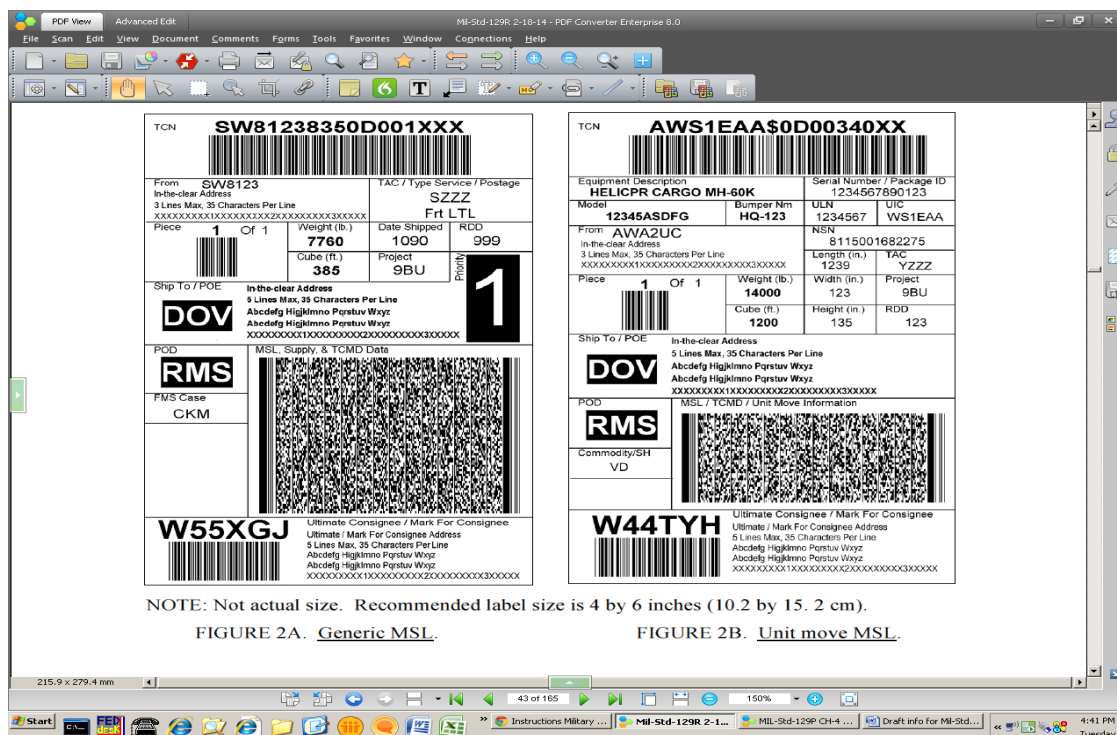 PDF View Advanced Edit Mil-Std-129R 2-18-14 - PDF Converter Enterprise 8.0
File Scan Edit View Document Comments Forms Tools Favorites Window Connections Help
TCN SW81238350D001XXX
From SW8123
In-the-clear Address
3 Lines Max, 35 Characters Per Line
XXXXXXXXX1XXXXXXXXX2XXXXXXXXX3XXXXX
TAC / Type Service / Postage
SZZZ
Frt LTL
Piece 1 Of 1
Weight (lb.)
7760
Date Shipped
1090
RDD
999
Cube (ft.)
385
Project
9BU
Priority
1
Ship To / POE
DOV
In-the-clear Address
5 Lines Max, 35 Characters Per Line
Abcdefg Higjklmno Pqrstuv Wxyz
Abedefg Higjklmno Pqrstuv Wxyz
XXXXXXXXX1XXXXXXXXX2XXXXXXXXX3XXXXX
POD
RMS
MSL, Supply, & TCMD Data
FMS Case
CKM
W55XGJ
Ultimate Consignee / Mark For Consignee
Ultimate / Mark For Consignee Address
5 Lines Max, 35 Characters Per Line
Abcdefg Higjklmno Pqrstuv Wxyz
Abcdefg Higjklmno Pqrstuv Wxyz
XXXXXXXXX1XXXXXXXXX2XXXXXXXXX3XXXXX
TCN AWS1EAA$0D00340XX
Equipment Description
HELICPR CARGO MH-60K
Serial Number / Package ID
1234567890123
Model
12345ASDFG
Bumper Nm
HQ-123
ULN
1234567
UIC
WS1EAA
From AWA2UC
In-the-clear Address
3 Lines Max, 35 Characters Per Line
XXXXXXXXX1XXXXXXXXX2XXXXXXXXX3XXXXX
NSN
8115001682275
Length (in.)
1239
TAC
YZZZ
Piece 1 Of 1
Weight (lb.)
14000
Width (in.)
123
Project
9BU
Cube (ft.)
1200
Height (in.)
135
RDD
123
Ship To / POE
DOV
In-the-clear Address
5 Lines Max, 35 Characters Per Line
Abcdefg Higjklmno Pqrstuv Wxyz
Abcdefg Higjklmno Pqrstuv Wxyz
XXXXXXXXX1XXXXXXXXX2XXXXXXXXX3XXXXX
POD
RMS
MSL / TCMD / Unit Move Information
Commodity/SH
VD
W44TYH
Ultimate Consignee / Mark For Consignee
Ultimate / Mark For Consignee Address
5 Lines Max, 35 Characters Per Line
Abcdefg Higjklmno Pqrstuv Wxyz
Abcdefg Higjklmno Pqrstuv Wxyz
XXXXXXXXX1XXXXXXXXX2XXXXXXXXX3XXXXX
NOTE: Not actual size. Recommended label size is 4 by 6 inches (10.2 by 15. 2 cm).
FIGURE 2A. Generic MSL.
FIGURE 2B. Unit move MSL.
215.9 x 279.4 mm
43 of 165 150%
Start FED Instructions Military ... Mil-Std-129R 2-1... MIL-Std-129P CH-4 ... Draft info for Mil-Std... 4:41 PM
Tuesday